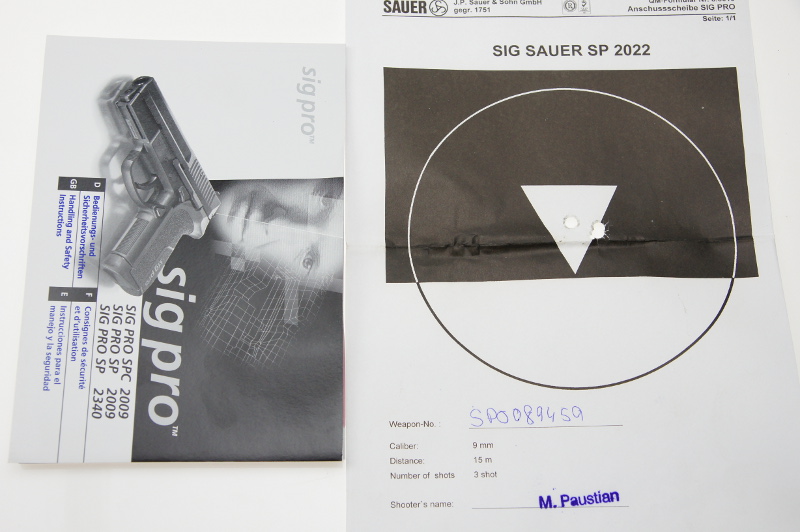 sig pro™
D Bedienungs- und
Sicherheitsvorschriften
GB Handling and Safety
Instructions
F Consignes de sécurité
et d'utilisation
E Instrucciones para el
manejo y la seguridad
SIG PRO SPC 2009
SIG PRO SP 2009
SIG PRO SP 2340
sig pro™
SAUER
J.P. Sauer & Sohn GmbH
gegr. 1751
Anschussscheibe SIG PRO
Seite: 1/1
SIG SAUER SP 2022
Weapon-No.: SP0089459
Caliber: 9 mm
Distance: 15 m
Number of shots 3 shot
Shooter´s name: M. Paustian